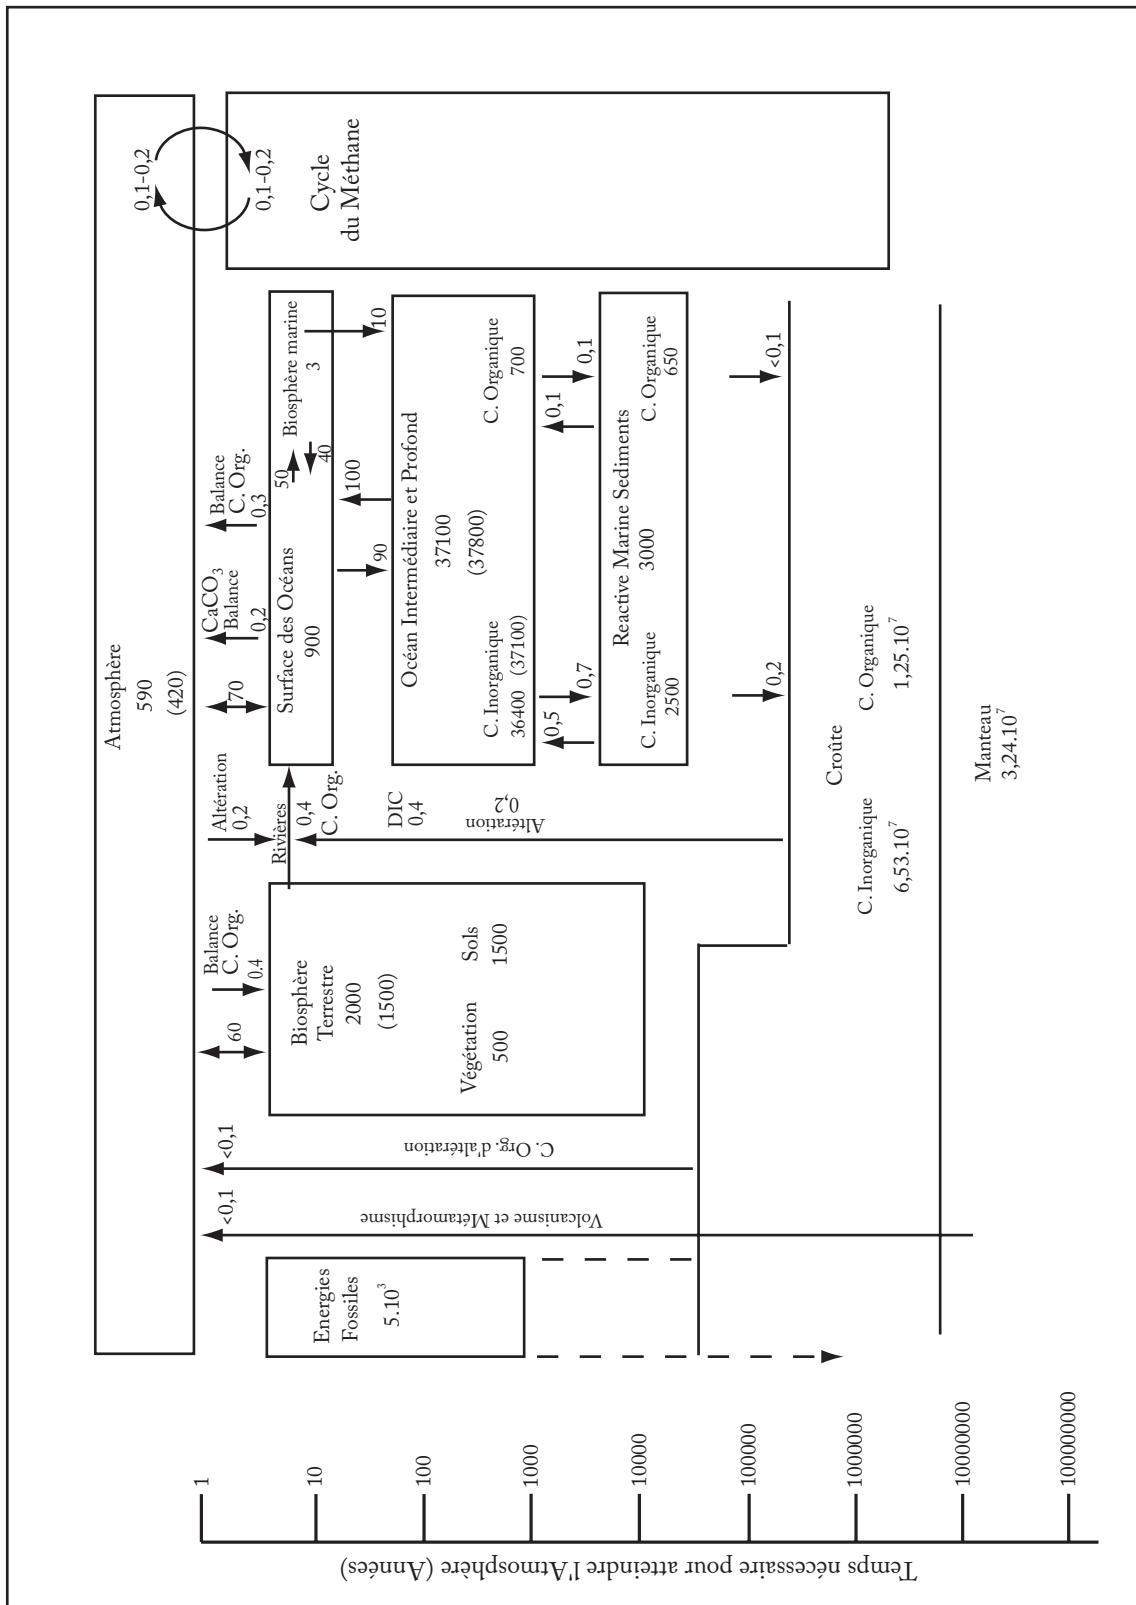 Atmosphère
590
(420)
0,1-0,2
0,1-0,2
Cycle
du Méthane
<0,1
Volcanisme et Métamorphisme
<0,1
C. Org. d'altération
60
Balance
C. Org.
0.4
Altération
0,2
70
CaCO3
Balance
0,2
Balance
C. Org.
0,3
Energies
Fossiles
5.10³
Biosphère
Terrestre
2000
(1500)
Végétation
500
Sols
1500
Rivières
0,4
C. Org.
DIC
0,4
Altération
0,2
Surface des Océans
900
50
40
Biosphère marine
3
90
100
10
Océan Intermédiaire et Profond
37100
(37800)
C. Inorganique
36400 (37100)
C. Organique
700
0,5
0,7
0,1
0,1
Reactive Marine Sediments
3000
C. Inorganique
2500
C. Organique
650
0,2
<0,1
Croûte
C. Inorganique
6,53.10⁷
C. Organique
1,25.10⁷
Manteau
3,24.10⁷
Temps nécessaire pour atteindre l'Atmosphère (Années)
1
10
100
1000
10000
100000
1000000
10000000
100000000